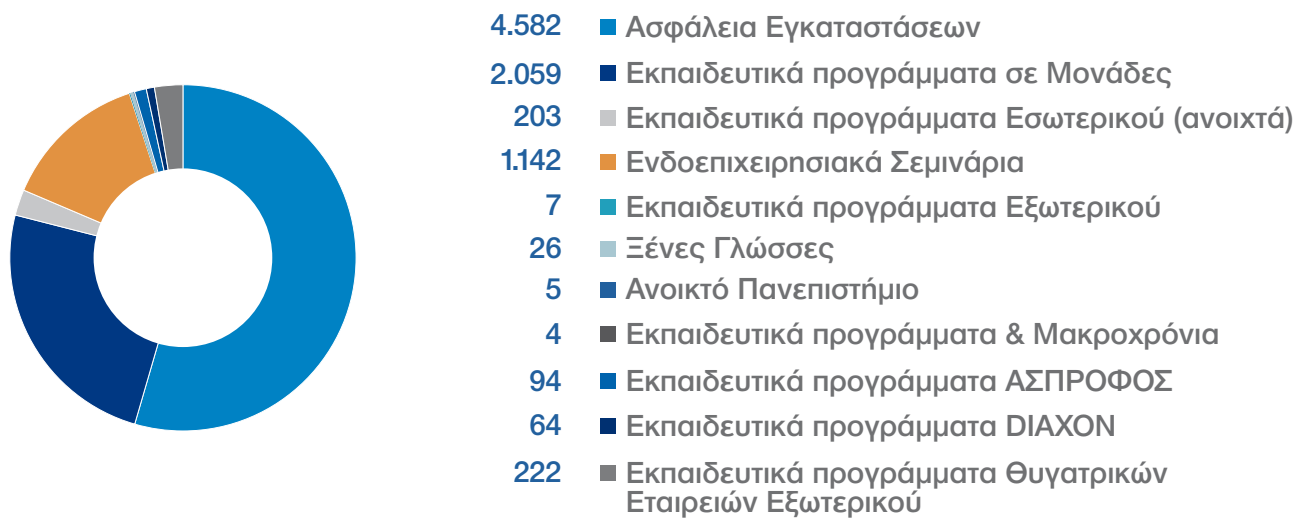 4.582 Ασφάλεια Εγκαταστάσεων
2.059 Εκπαιδευτικά προγράμματα σε Μονάδες
203 Εκπαιδευτικά προγράμματα Εσωτερικού (ανοιχτά)
1.142 Ενδοεπιχειρησιακά Σεμινάρια
7 Εκπαιδευτικά προγράμματα Εξωτερικού
26 Ξένες Γλώσσες
5 Ανοικτό Πανεπιστήμιο
4 Εκπαιδευτικά προγράμματα & Μακροχρόνια
94 Εκπαιδευτικά προγράμματα ΑΣΠΡΟΦΟΣ
64 Εκπαιδευτικά προγράμματα DIAXON
222 Εκπαιδευτικά προγράμματα Θυγατρικών
Εταιρειών Εξωτερικού